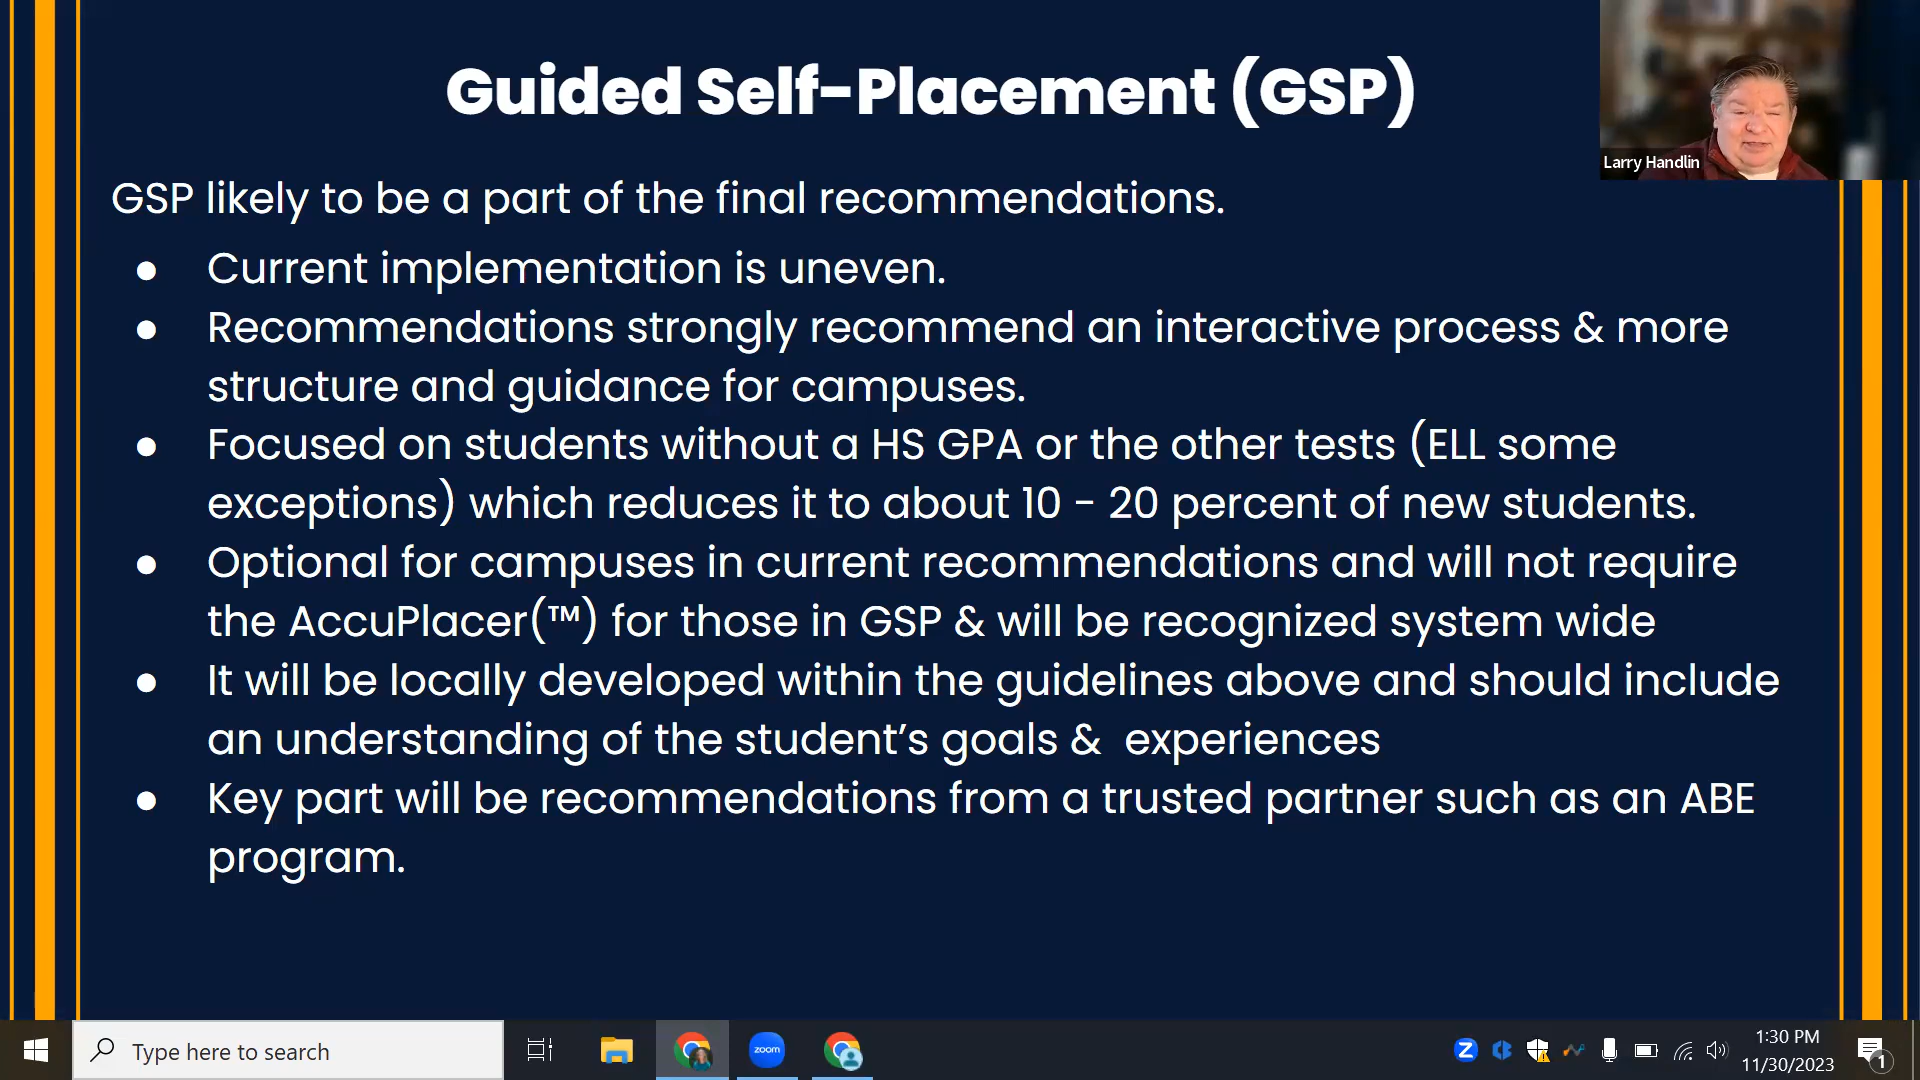 Guided Self-Placement (GSP)
Larry Handlin
GSP likely to be a part of the final recommendations.
● Current implementation is uneven.
● Recommendations strongly recommend an interactive process & more
structure and guidance for campuses.
● Focused on students without a HS GPA or the other tests (ELL some
exceptions) which reduces it to about 10 - 20 percent of new students.
● Optional for campuses in current recommendations and will not require
the AccuPlacer(™) for those in GSP & will be recognized system wide
● It will be locally developed within the guidelines above and should include
an understanding of the student’s goals &  experiences
● Key part will be recommendations from a trusted partner such as an ABE
program.
Type here to search
zoom
Z
1:30 PM
11/30/2023
1